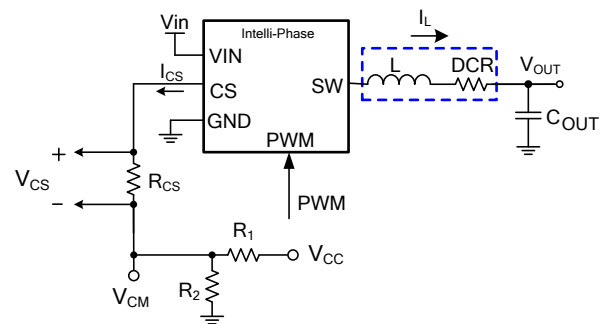 Vin
Intelli-Phase
I_L
VIN
L
DCR
V_OUT
I_CS
CS
SW
GND
C_OUT
PWM
+
V_CS
R_CS
−
PWM
R_1
V_CC
R_2
V_CM